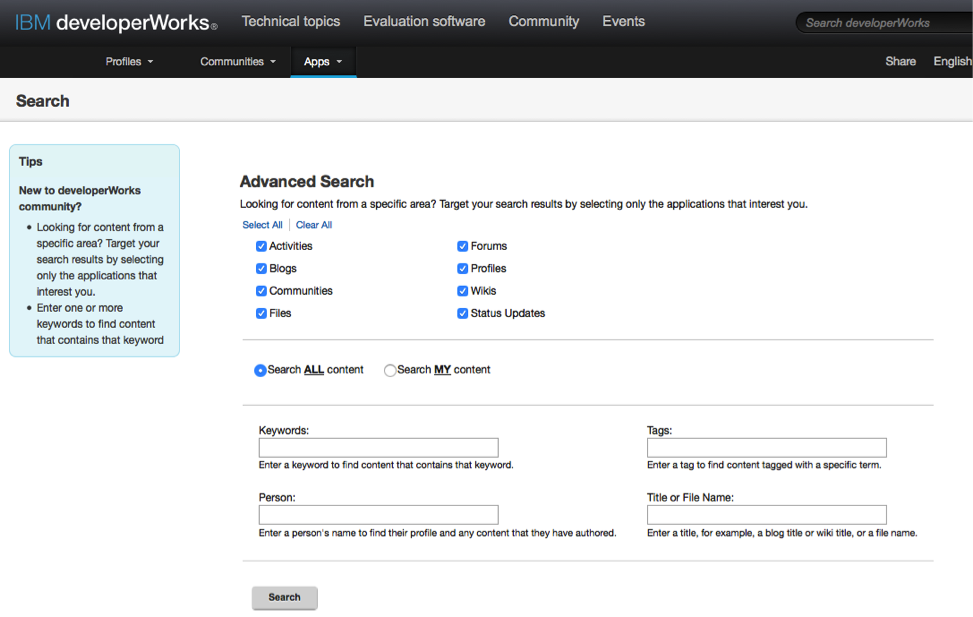 IBM developerWorks® Technical topics Evaluation software Community Events Search developerWorks
Profiles Communities Apps Share English
Search
Tips
New to developerWorks
community?
• Looking for content from a
specific area? Target your
search results by selecting
only the applications that
interest you.
• Enter one or more
keywords to find content
that contains that keyword
Advanced Search
Looking for content from a specific area? Target your search results by selecting only the applications that interest you.
Select All | Clear All
Activities Forums
Blogs Profiles
Communities Wikis
Files Status Updates
Search ALL content Search MY content
Keywords: Tags:
Enter a keyword to find content that contains that keyword. Enter a tag to find content tagged with a specific term.
Person: Title or File Name:
Enter a person's name to find their profile and any content that they have authored. Enter a title, for example, a blog title or wiki title, or a file name.
Search